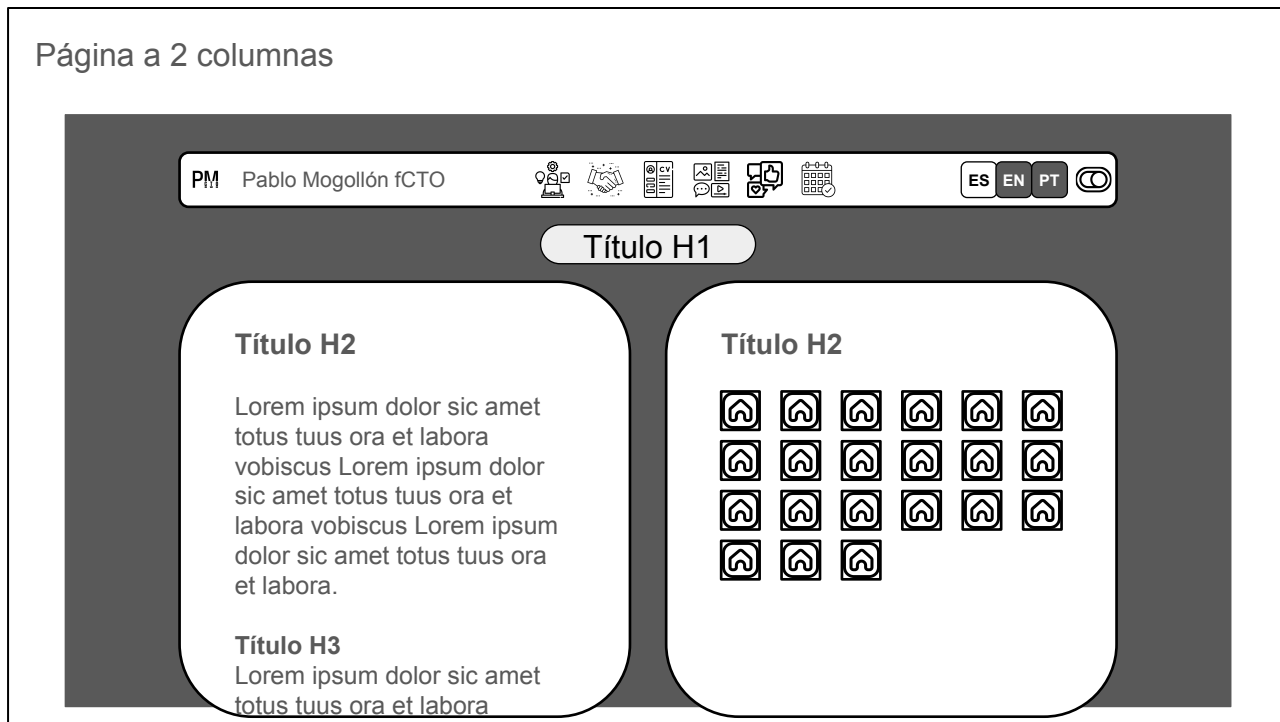 Página a 2 columnas
PM Pablo Mogollón fCTO CV ES EN PT
Título H1
Título H2
Lorem ipsum dolor sic amet
totus tuus ora et labora
vobiscus Lorem ipsum dolor
sic amet totus tuus ora et
labora vobiscus Lorem ipsum
dolor sic amet totus tuus ora
et labora.
Título H3
Lorem ipsum dolor sic amet
totus tuus ora et labora
Título H2